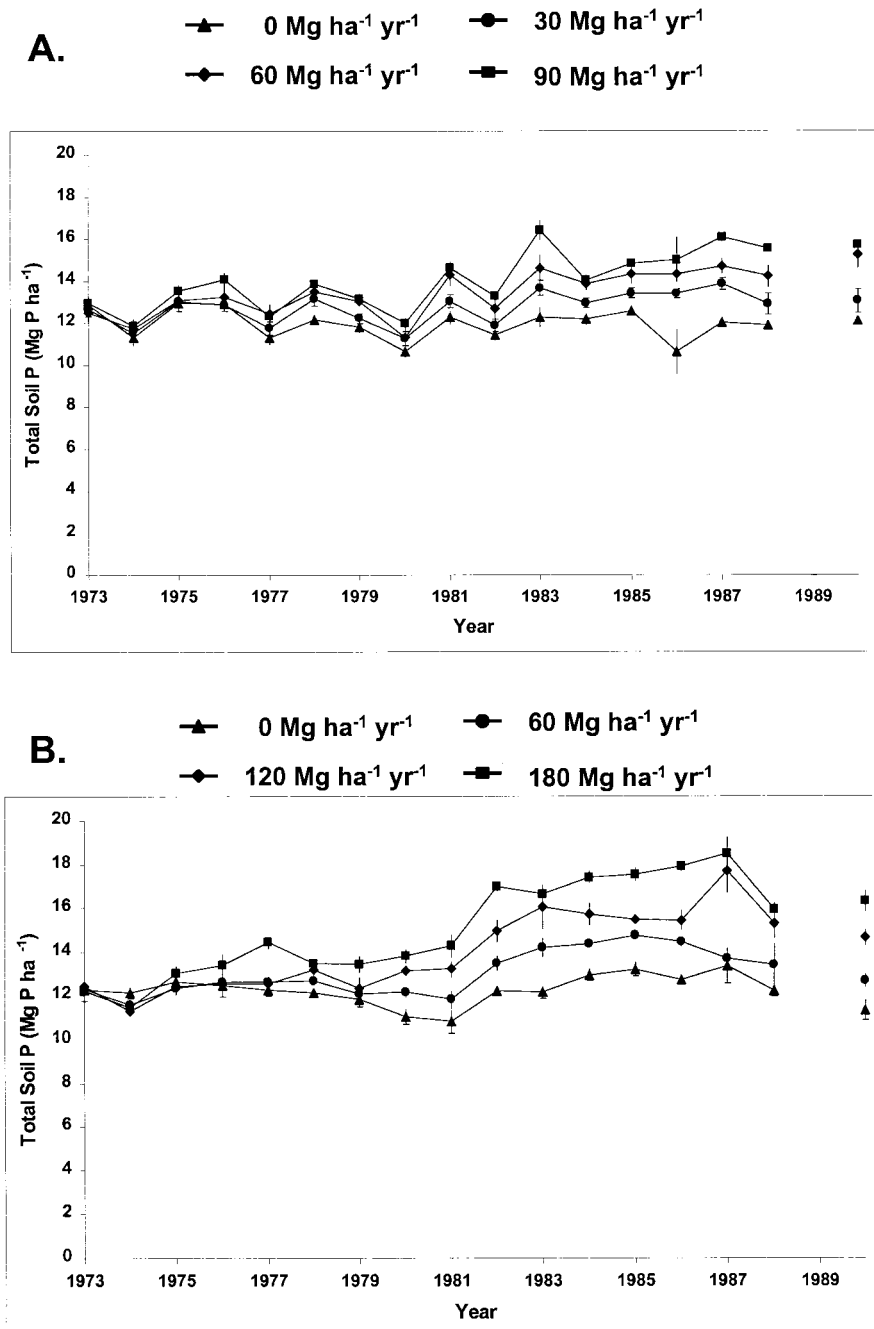 A.
0 Mg ha⁻¹ yr⁻¹ 30 Mg ha⁻¹ yr⁻¹
60 Mg ha⁻¹ yr⁻¹ 90 Mg ha⁻¹ yr⁻¹
Total Soil P (Mg P ha ⁻¹)
20
18
16
14
12
10
8
6
4
2
0
1973 1975 1977 1979 1981 1983 1985 1987 1989
Year
B.
0 Mg ha⁻¹ yr⁻¹ 60 Mg ha⁻¹ yr⁻¹
120 Mg ha⁻¹ yr⁻¹ 180 Mg ha⁻¹ yr⁻¹
Total Soil P (Mg P ha ⁻¹)
20
18
16
14
12
10
8
6
4
2
0
1973 1975 1977 1979 1981 1983 1985 1987 1989
Year